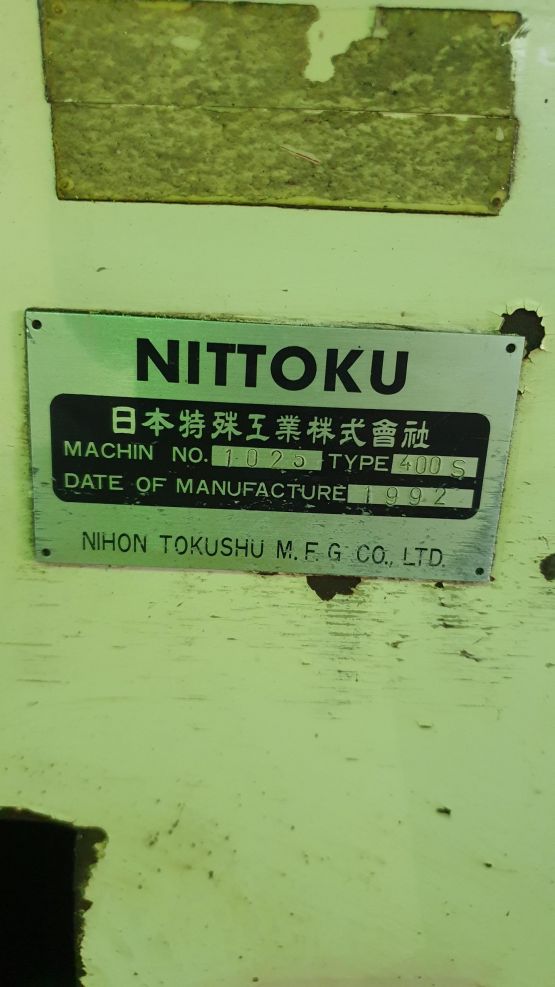 NITTOKU
日本特殊工業株式會社
MACHIN NO. 1025 TYPE 400 S
DATE OF MANUFACTURE 1992
NIHON TOKUSHU M.F.G CO., LTD.